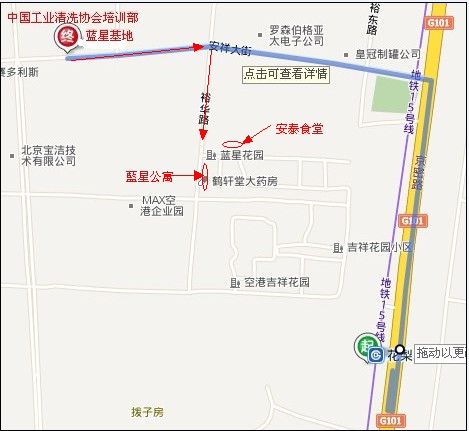 中国工业清洗协会培训部
终
蓝星基地
赛多利斯
罗森伯格亚
太电子公司
裕东路
G101
安祥大街
皇冠制罐公司
点击可查看详情
地铁15号线
裕华路
安泰食堂
京密路
北京宝洁技
术有限公司
蓝星花园
藍星公寓
鹤轩堂大药房
MAX空
港企业园
G101
吉祥花园小区
空港吉祥花园
地铁15号线
起
花梨
拖动以更
拨子房
G101